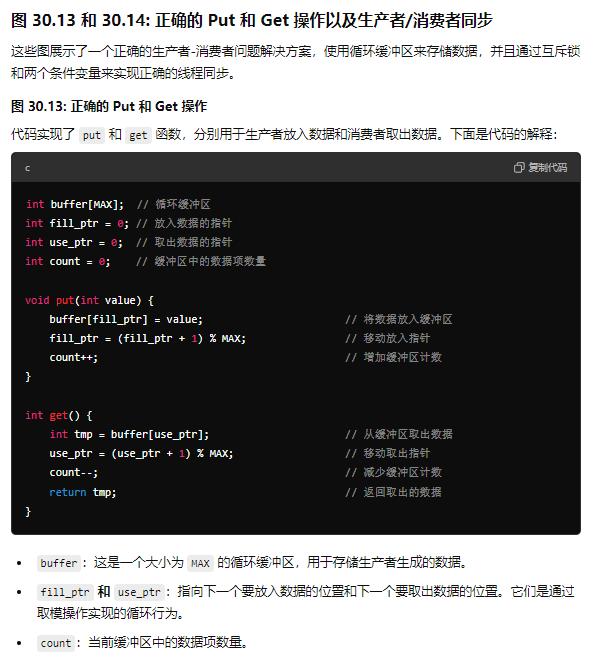 图 30.13 和 30.14: 正确的 Put 和 Get 操作以及生产者/消费者同步
这些图展示了一个正确的生产者-消费者问题解决方案，使用循环缓冲区来存储数据，并且通过互斥锁
和两个条件变量来实现正确的线程同步。
图 30.13: 正确的 Put 和 Get 操作
代码实现了 put 和 get 函数，分别用于生产者放入数据和消费者取出数据。下面是代码的解释：
c 复制代码
int buffer[MAX];  // 循环缓冲区
int fill_ptr = 0; // 放入数据的指针
int use_ptr = 0;  // 取出数据的指针
int count = 0;    // 缓冲区中的数据项数量
void put(int value) {
    buffer[fill_ptr] = value;                    // 将数据放入缓冲区
    fill_ptr = (fill_ptr + 1) % MAX;             // 移动放入指针
    count++;                                     // 增加缓冲区计数
}
int get() {
    int tmp = buffer[use_ptr];                   // 从缓冲区取出数据
    use_ptr = (use_ptr + 1) % MAX;               // 移动取出指针
    count--;                                     // 减少缓冲区计数
    return tmp;                                  // 返回取出的数据
}
• buffer：这是一个大小为 MAX 的循环缓冲区，用于存储生产者生成的数据。
• fill_ptr 和 use_ptr：指向下一个要放入数据的位置和下一个要取出数据的位置。它们是通过
取模操作实现的循环行为。
• count：当前缓冲区中的数据项数量。